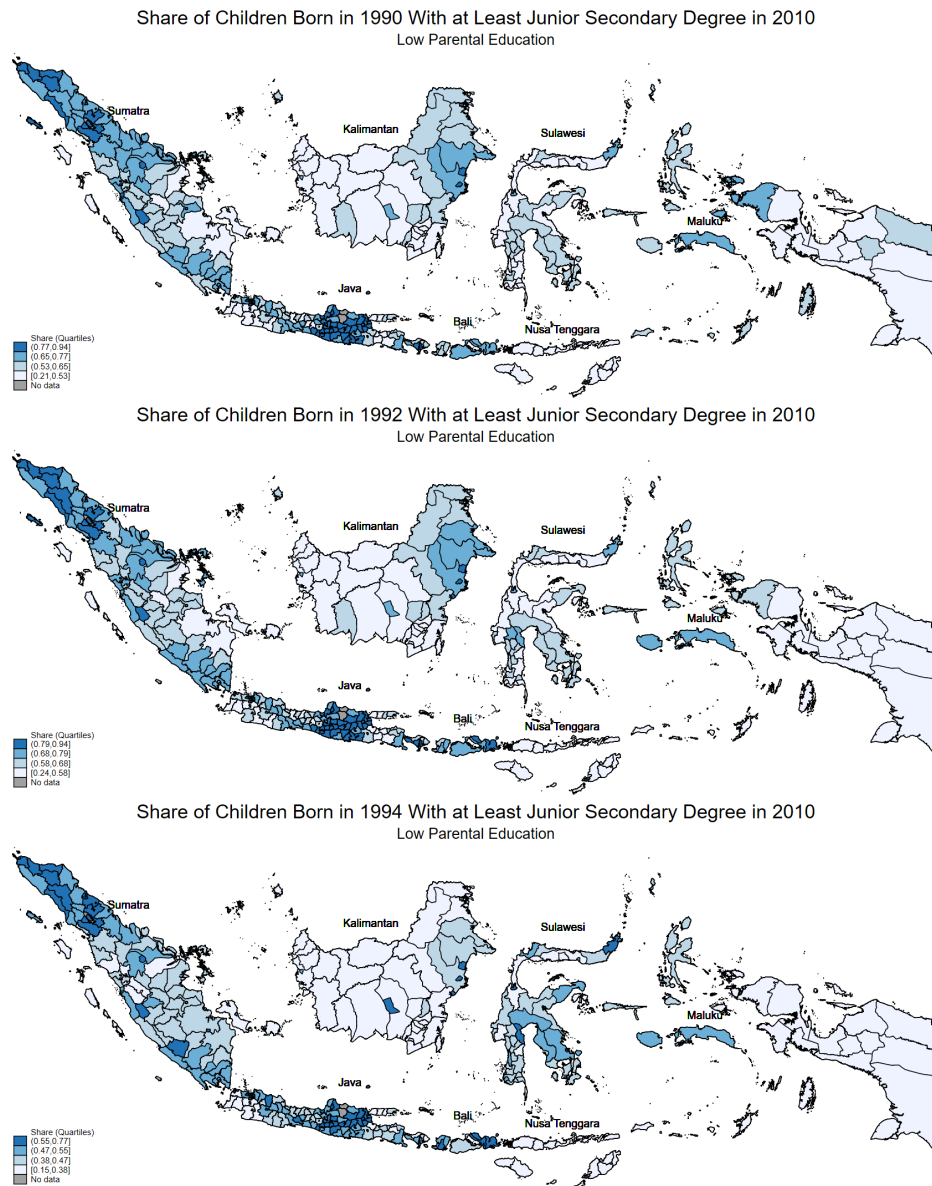 Share of Children Born in 1990 With at Least Junior Secondary Degree in 2010
Low Parental Education
Sumatra
Kalimantan
Sulawesi
Maluku
Java
Bali
Nusa Tenggara
Share (Quartiles)
(0.77,0.94]
(0.65,0.77]
(0.53,0.65]
[0.21,0.53]
No data
Share of Children Born in 1992 With at Least Junior Secondary Degree in 2010
Low Parental Education
Sumatra
Kalimantan
Sulawesi
Maluku
Java
Bali
Nusa Tenggara
Share (Quartiles)
(0.79,0.94]
(0.68,0.79]
(0.58,0.68]
[0.24,0.58]
No data
Share of Children Born in 1994 With at Least Junior Secondary Degree in 2010
Low Parental Education
Sumatra
Kalimantan
Sulawesi
Maluku
Java
Bali
Nusa Tenggara
Share (Quartiles)
(0.55,0.77]
(0.47,0.55]
(0.38,0.47]
[0.15,0.38]
No data